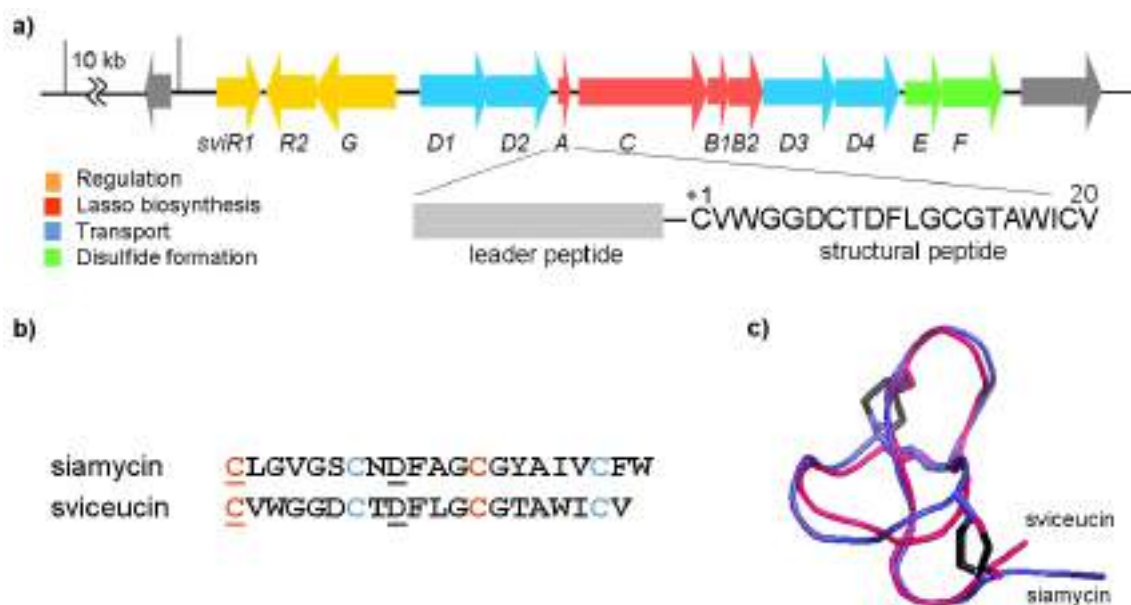 a)
10 kb
sviR1 R2 G D1 D2 A C B1B2 D3 D4 E F
Regulation
Lasso biosynthesis
Transport
Disulfide formation
+1 20
CVWGGDCTDFLGCGTAWICV
leader peptide structural peptide
b)
siamycin CLGVGSCNDFAGCGYAIVCFW
sviceucin CVWGGDCTDFLGCGTAWICV
c)
sviceucin
siamycin